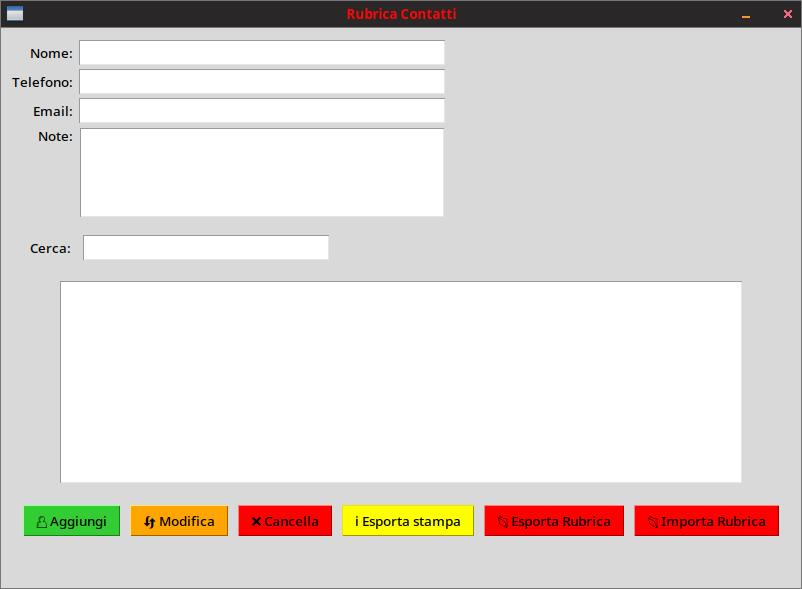 Rubrica Contatti
Nome:
Telefono:
Email:
Note:
Cerca:
Aggiungi
Modifica
Cancella
i Esporta stampa
Esporta Rubrica
Importa Rubrica